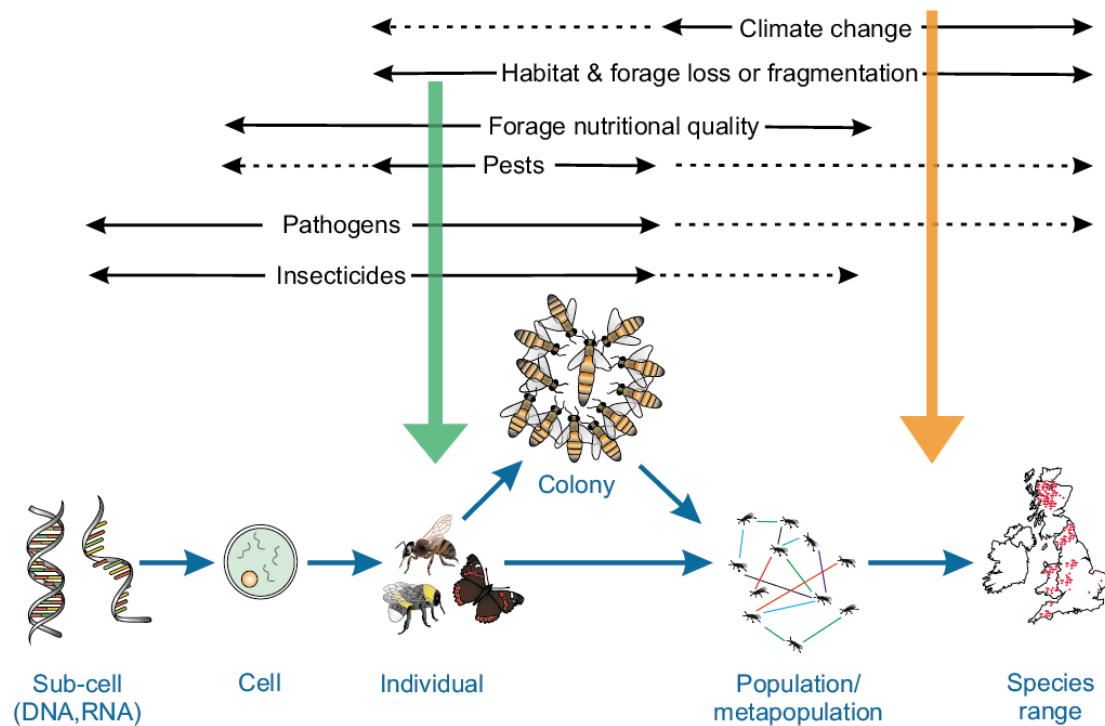 Climate change
Habitat & forage loss or fragmentation
Forage nutritional quality
Pests
Pathogens
Insecticides
Colony
Sub-cell
(DNA,RNA)
Cell
Individual
Population/
metapopulation
Species
range